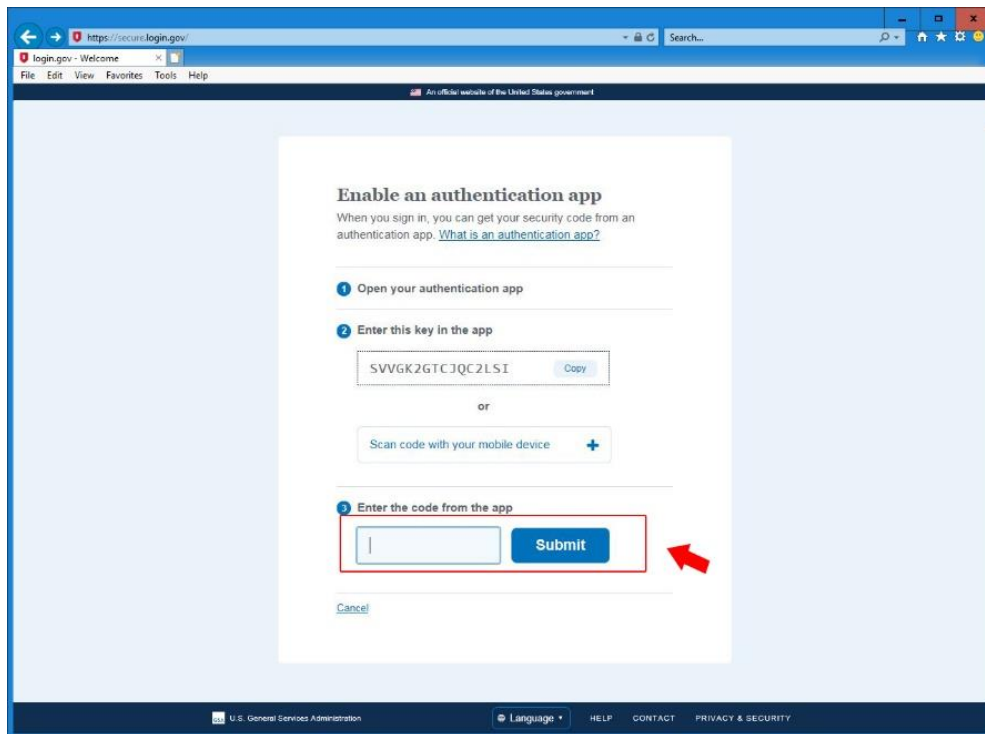 https://secure.login.gov/
Search...
login.gov - Welcome
File Edit View Favorites Tools Help
An official website of the United States government
Enable an authentication app
When you sign in, you can get your security code from an
authentication app. What is an authentication app?
1 Open your authentication app
2 Enter this key in the app
SVVGK2GTCJQC2LSI Copy
or
Scan code with your mobile device
3 Enter the code from the app
Submit
Cancel
GSA U.S. General Services Administration
Language HELP CONTACT PRIVACY & SECURITY